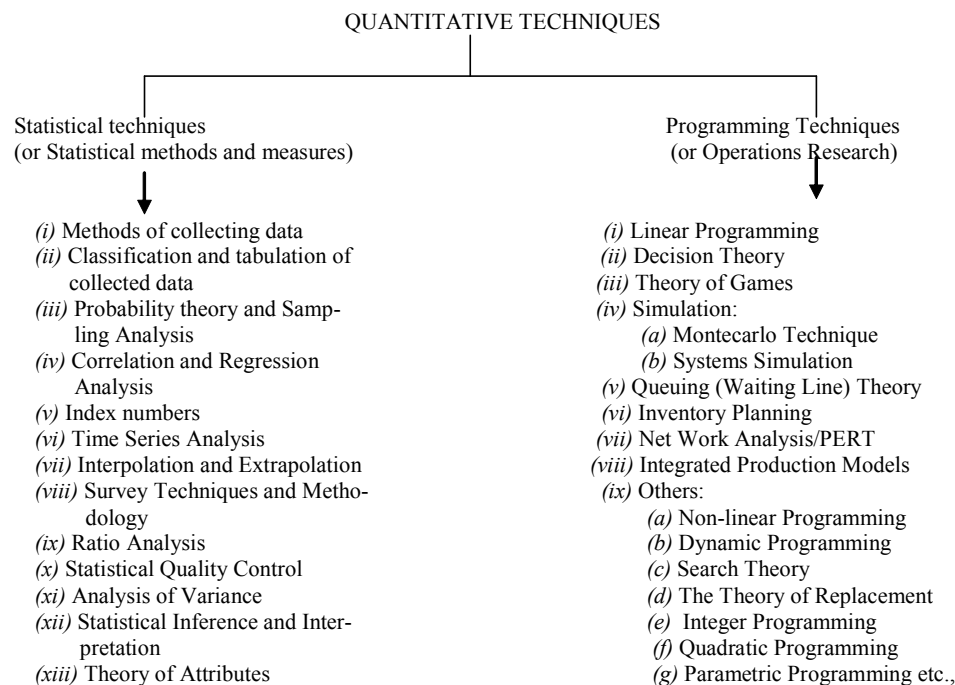 QUANTITATIVE TECHNIQUES
Statistical techniques
(or Statistical methods and measures)
(i) Methods of collecting data
(ii) Classification and tabulation of
collected data
(iii) Probability theory and Samp-
ling Analysis
(iv) Correlation and Regression
Analysis
(v) Index numbers
(vi) Time Series Analysis
(vii) Interpolation and Extrapolation
(viii) Survey Techniques and Metho-
dology
(ix) Ratio Analysis
(x) Statistical Quality Control
(xi) Analysis of Variance
(xii) Statistical Inference and Inter-
pretation
(xiii) Theory of Attributes
Programming Techniques
(or Operations Research)
(i) Linear Programming
(ii) Decision Theory
(iii) Theory of Games
(iv) Simulation:
(a) Montecarlo Technique
(b) Systems Simulation
(v) Queuing (Waiting Line) Theory
(vi) Inventory Planning
(vii) Net Work Analysis/PERT
(viii) Integrated Production Models
(ix) Others:
(a) Non-linear Programming
(b) Dynamic Programming
(c) Search Theory
(d) The Theory of Replacement
(e) Integer Programming
(f) Quadratic Programming
(g) Parametric Programming etc.,